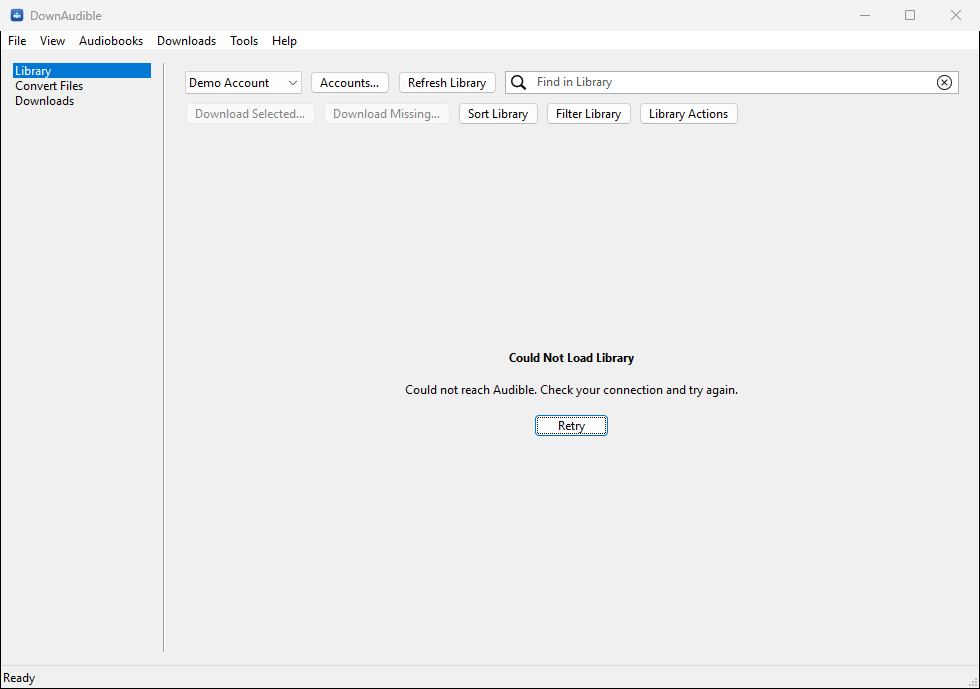 DownAudible
File View Audiobooks Downloads Tools Help
Library
Convert Files
Downloads
Demo Account Accounts... Refresh Library Find in Library
Download Selected... Download Missing... Sort Library Filter Library Library Actions
Could Not Load Library
Could not reach Audible. Check your connection and try again.
Retry
Ready